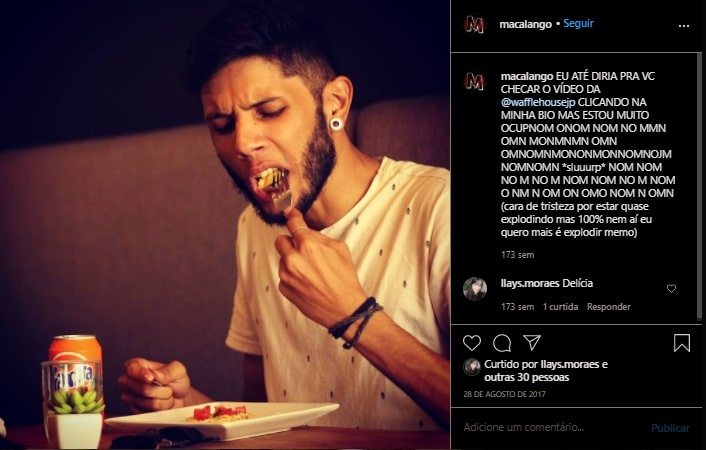 macalango • Seguir
macalango EU ATÉ DIRIA PRA VC
CHECAR O VÍDEO DA
@wafflehousejp CLICANDO NA
MINHA BIO MAS ESTOU MUITO
OCUPNOM ONOM NOM NO MMN
OMN MONMNMN OMN
OMNOMNMONONMONNOMNOJM
NOMNOMN *sluuurp* NOM NOM
NO M NO M NOM NOM NO M NOM
O NM N OM ON OMO NOM N OMN
(cara de tristeza por estar quase
explodindo mas 100% nem aí eu
quero mais é explodir memo)
173 sem
llays.moraes Delícia
173 sem 1 curtida Responder
Curtido por llays.moraes e
outras 30 pessoas
28 DE AGOSTO DE 2017
Adicione um comentário... Publicar